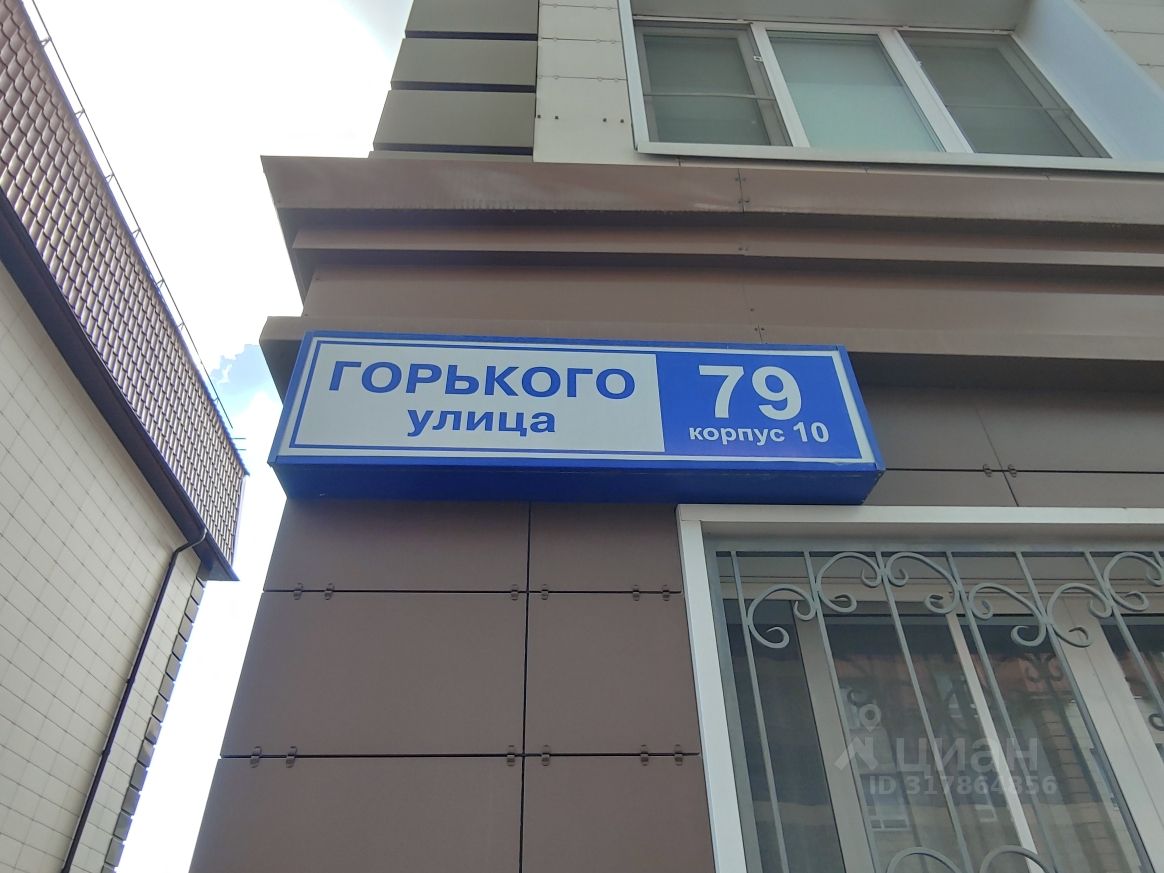 ГОРЬКОГО
улица
79
корпус 10
циан
ID 317864856